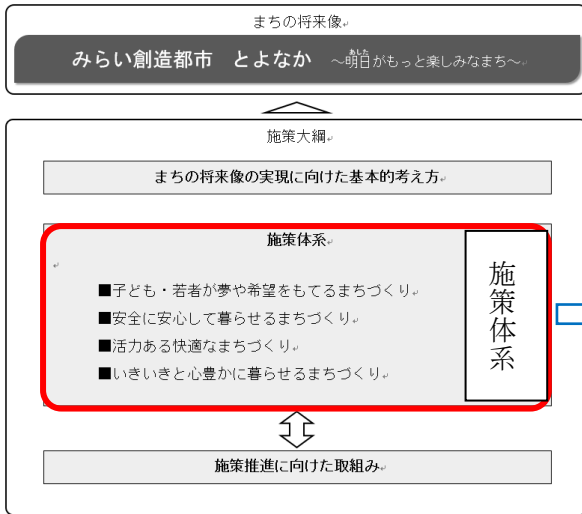 まちの将来像
みらい創造都市 とよなか ～明日がもっと楽しみなまち～
あした
施策大綱
まちの将来像の実現に向けた基本的考え方
施策体系
■子ども・若者が夢や希望をもてるまちづくり
■安全に安心して暮らせるまちづくり
■活力ある快適なまちづくり
■いきいきと心豊かに暮らせるまちづくり
施策体系
施策推進に向けた取組み